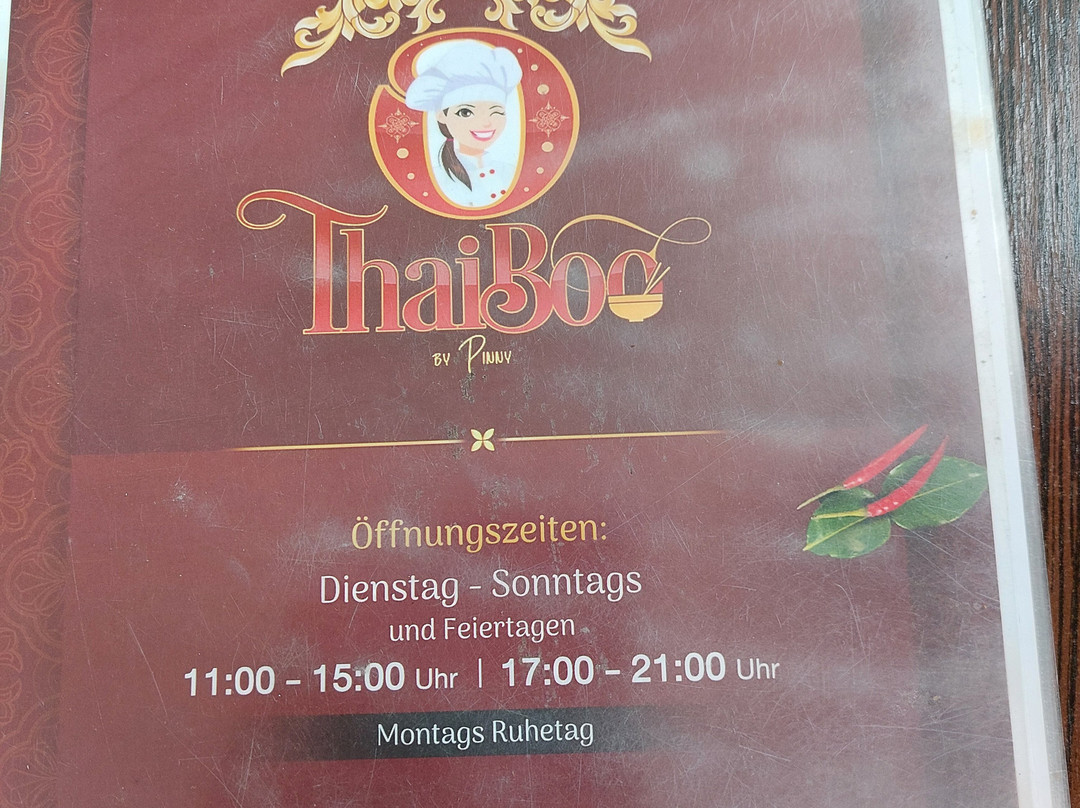 ThaiBoo
BY PINNY
Öffnungszeiten:
Dienstag - Sonntags
und Feiertagen
11:00 - 15:00 Uhr | 17:00 - 21:00 Uhr
Montags Ruhetag